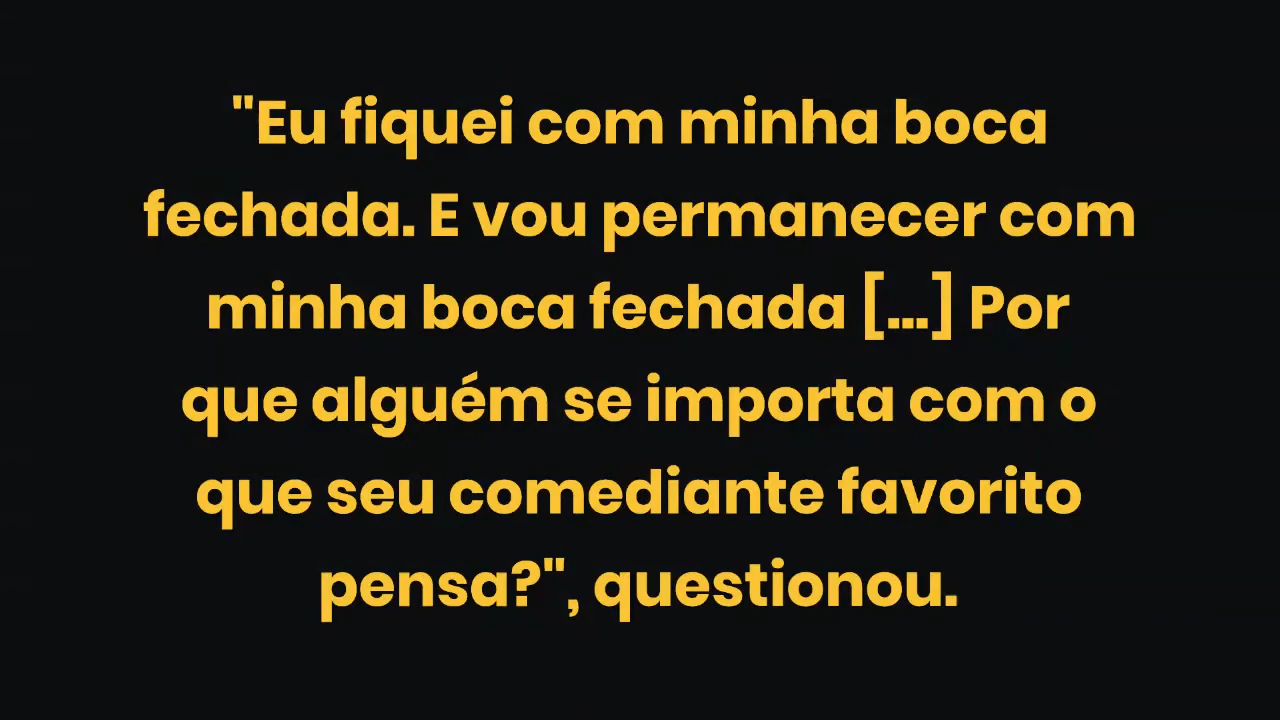 "Eu fiquei com minha boca
fechada. E vou permanecer com
minha boca fechada [...] Por
que alguém se importa com o
que seu comediante favorito
pensa?", questionou.